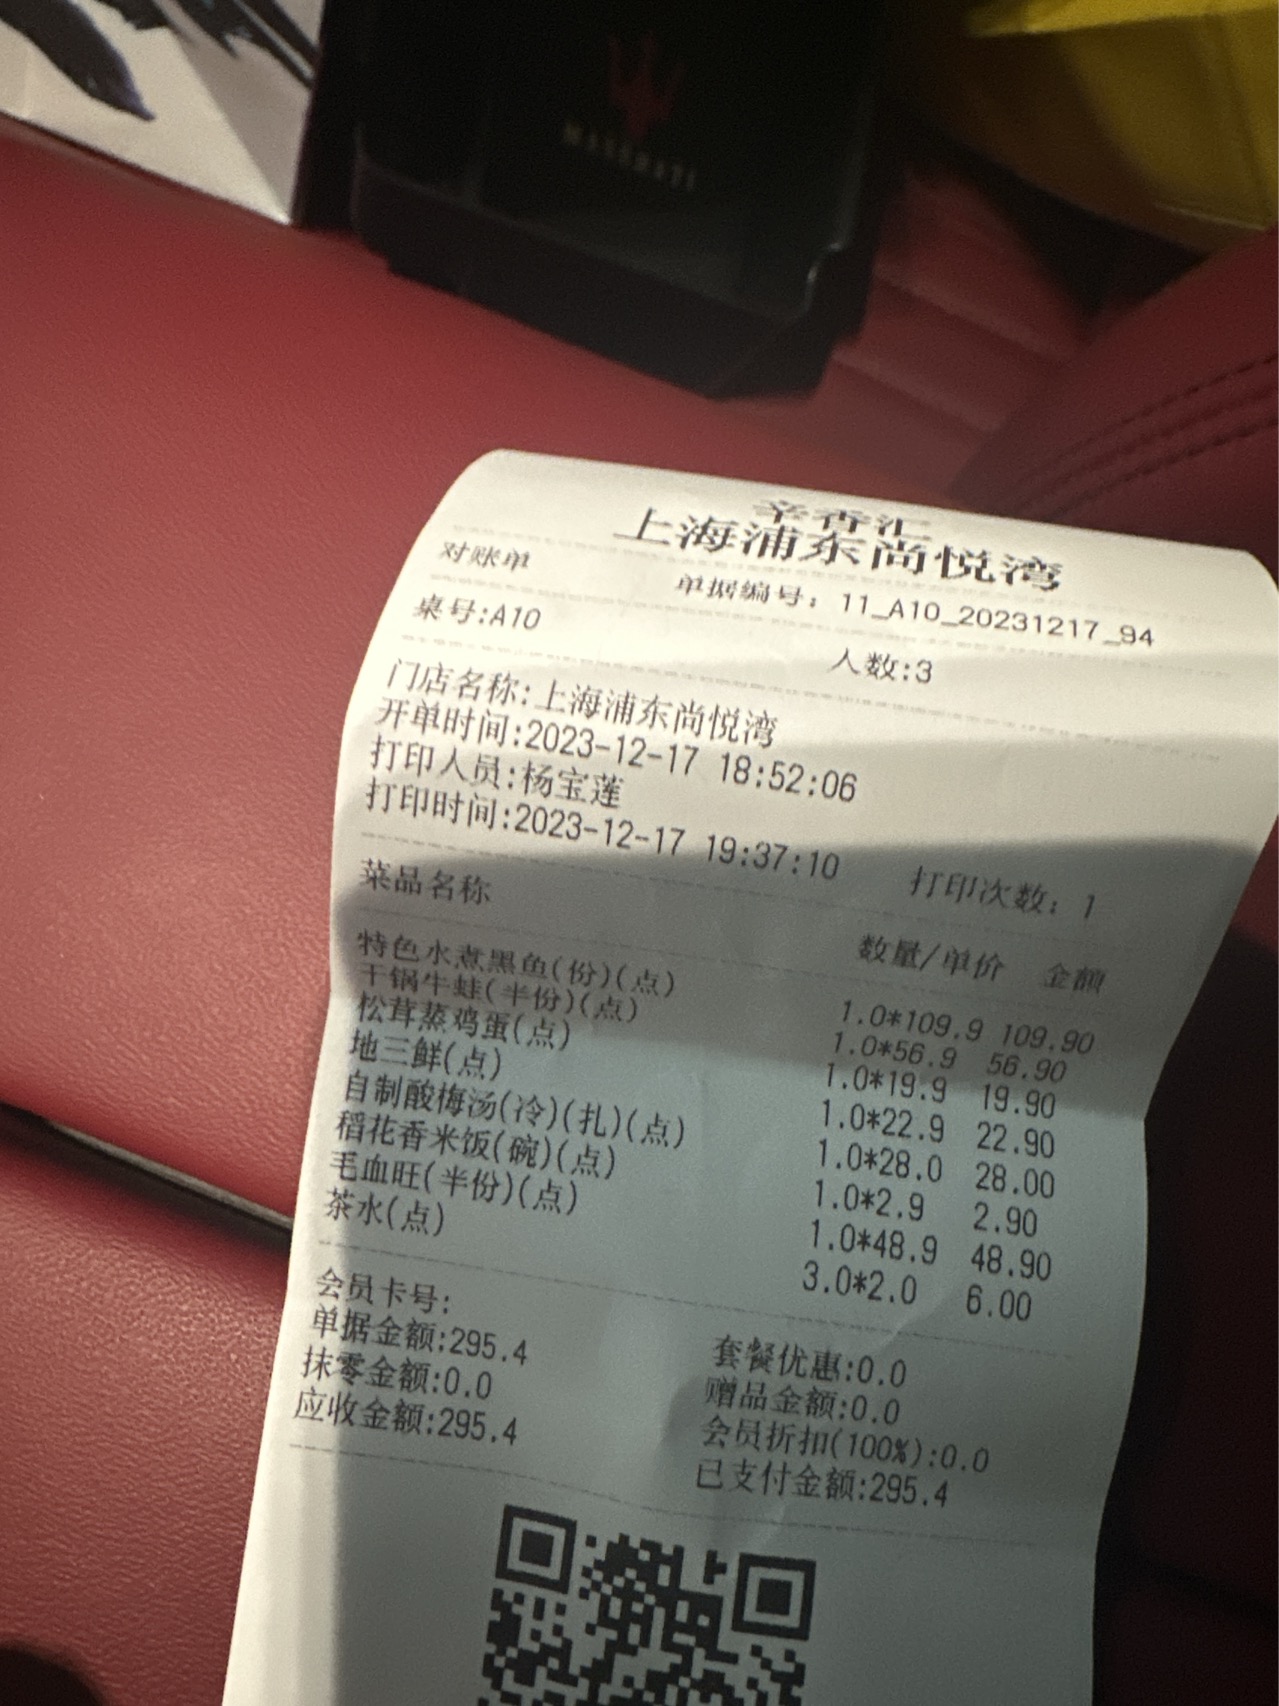 MASERATI
辛香汇
上海浦东尚悦湾
对账单 单据编号：11_A10_20231217_94
桌号:A10 人数:3
门店名称:上海浦东尚悦湾
开单时间:2023-12-17 18:52:06
打印人员:杨宝莲
打印时间:2023-12-17 19:37:10 打印次数：1
菜品名称 数量/单价 金额
特色水煮黑鱼(份)(点) 1.0*109.9 109.90
干锅牛蛙(半份)(点) 1.0*56.9 56.90
松茸蒸鸡蛋(点) 1.0*19.9 19.90
地三鲜(点) 1.0*22.9 22.90
自制酸梅汤(冷)(扎)(点) 1.0*28.0 28.00
稻花香米饭(碗)(点) 1.0*2.9 2.90
毛血旺(半份)(点) 1.0*48.9 48.90
茶水(点) 3.0*2.0 6.00
会员卡号:
单据金额:295.4 套餐优惠:0.0
抹零金额:0.0 赠品金额:0.0
应收金额:295.4 会员折扣(100%):0.0
已支付金额:295.4